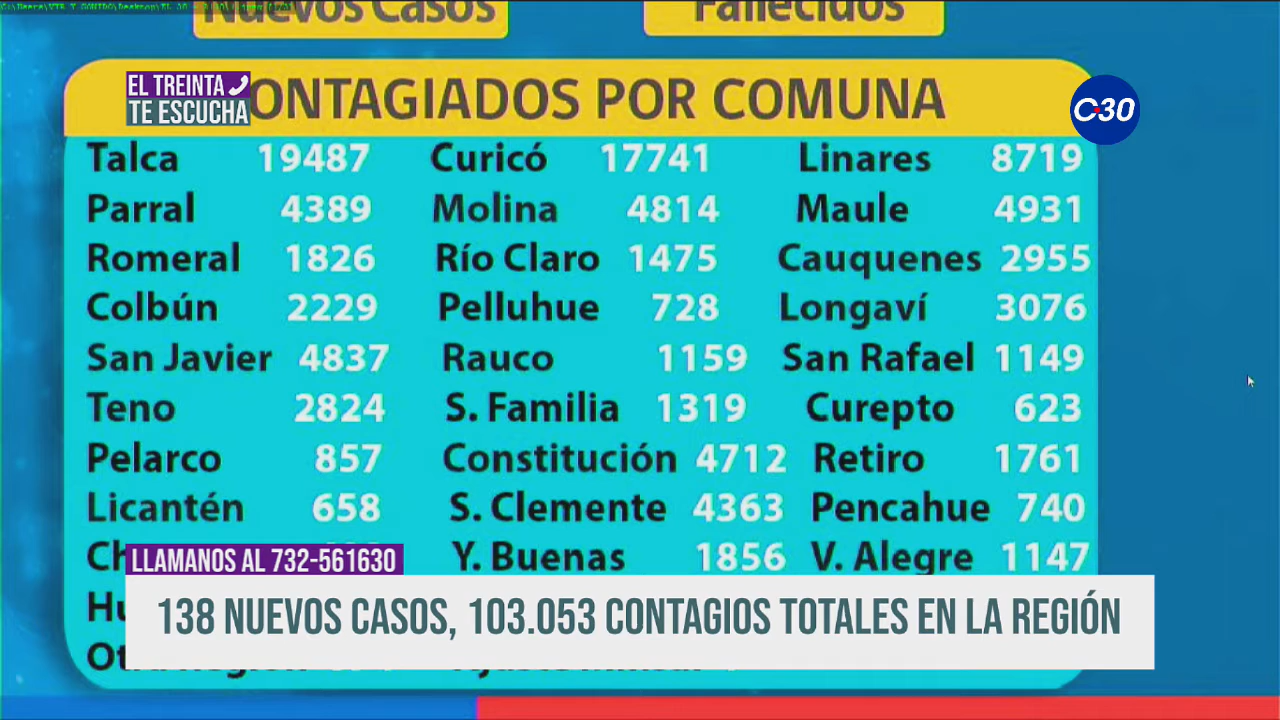 Nuevos Casos Fallecidos
EL TREINTA
TE ESCUCHA
ONTAGIADOS POR COMUNA
C30
Talca 19487 Curicó 17741 Linares 8719
Parral 4389 Molina 4814 Maule 4931
Romeral 1826 Río Claro 1475 Cauquenes 2955
Colbún 2229 Pelluhue 728 Longaví 3076
San Javier 4837 Rauco 1159 San Rafael 1149
Teno 2824 S. Familia 1319 Curepto 623
Pelarco 857 Constitución 4712 Retiro 1761
Licantén 658 S. Clemente 4363 Pencahue 740
Ch Y. Buenas 1856 V. Alegre 1147
LLAMANOS AL 732-561630
Hu
138 NUEVOS CASOS, 103.053 CONTAGIOS TOTALES EN LA REGIÓN